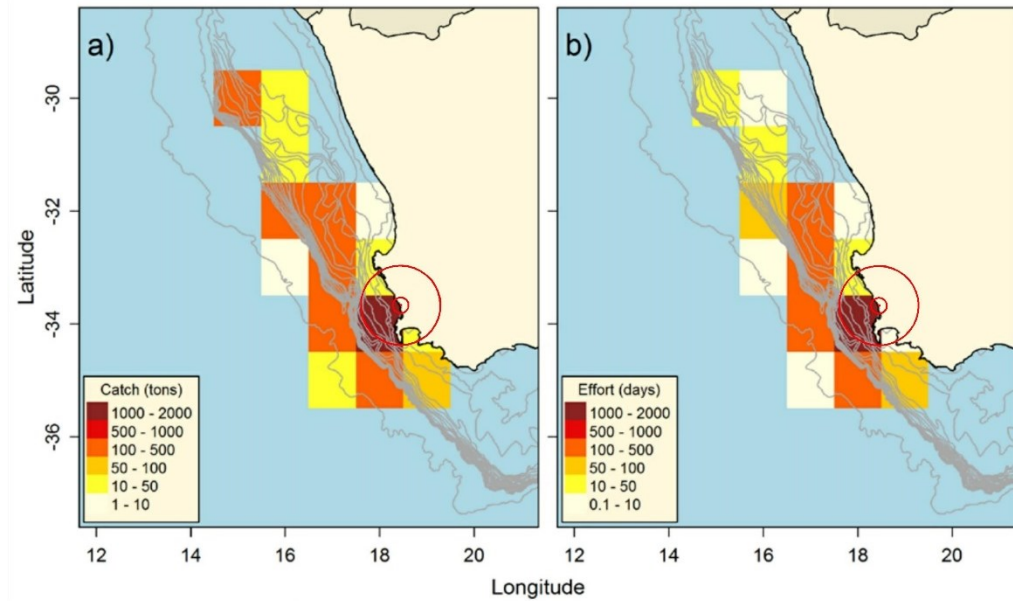 a)
b)
Latitude
-30
-32
-34
-36
Catch (tons)
1000 - 2000
500 - 1000
100 - 500
50 - 100
10 - 50
1 - 10
Effort (days)
1000 - 2000
500 - 1000
100 - 500
50 - 100
10 - 50
0.1 - 10
12 14 16 18 20
12 14 16 18 20
Longitude